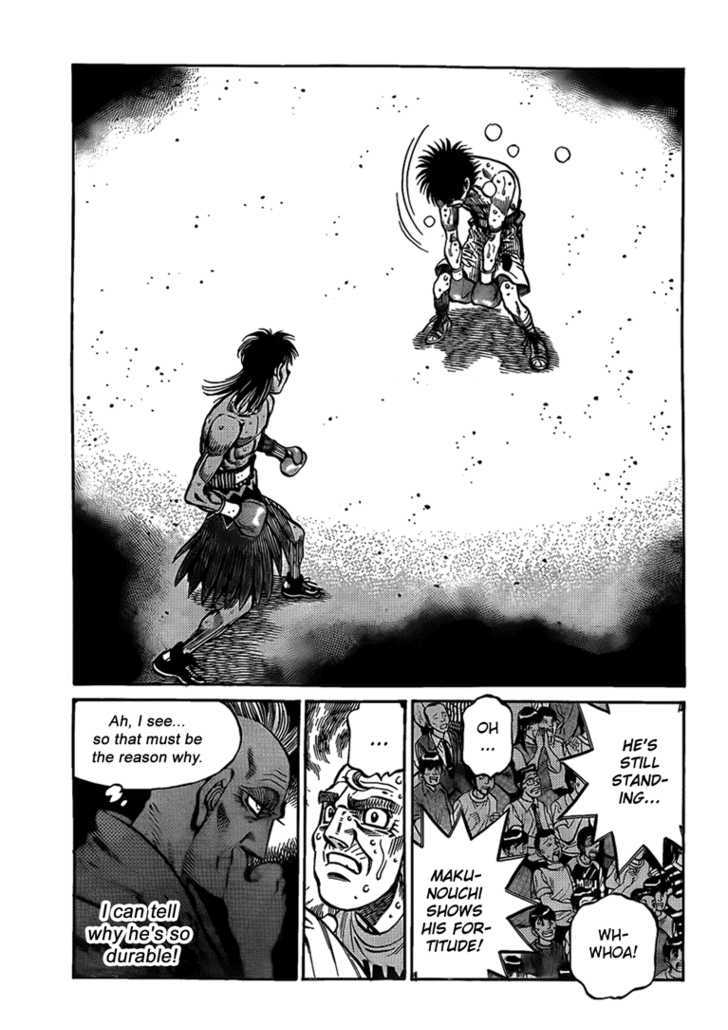 HE'S
STILL
STAND-
ING...
OH
...
WH-
WHOA!
MAKU-
NOUCHI
SHOWS
HIS FOR-
TITUDE!
...
Ah, I see...
so that must be
the reason why.
I can tell
why he's so
durable!